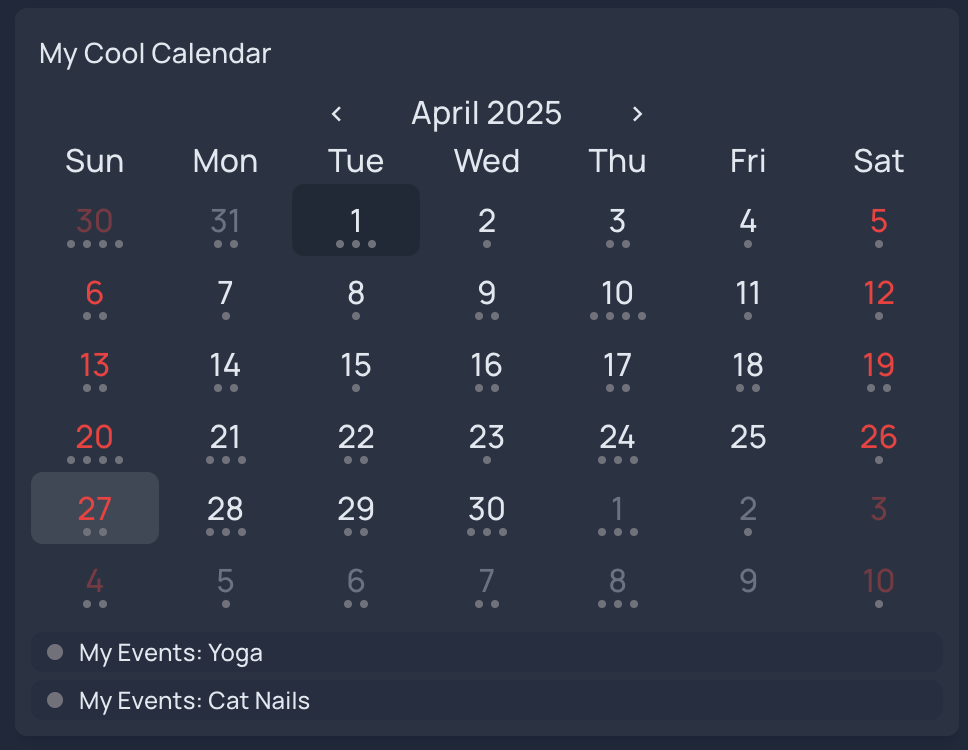 My Cool Calendar
‹ April 2025 ›
Sun Mon Tue Wed Thu Fri Sat
30 31 1 2 3 4 5
6 7 8 9 10 11 12
13 14 15 16 17 18 19
20 21 22 23 24 25 26
27 28 29 30 1 2 3
4 5 6 7 8 9 10
My Events: Yoga
My Events: Cat Nails